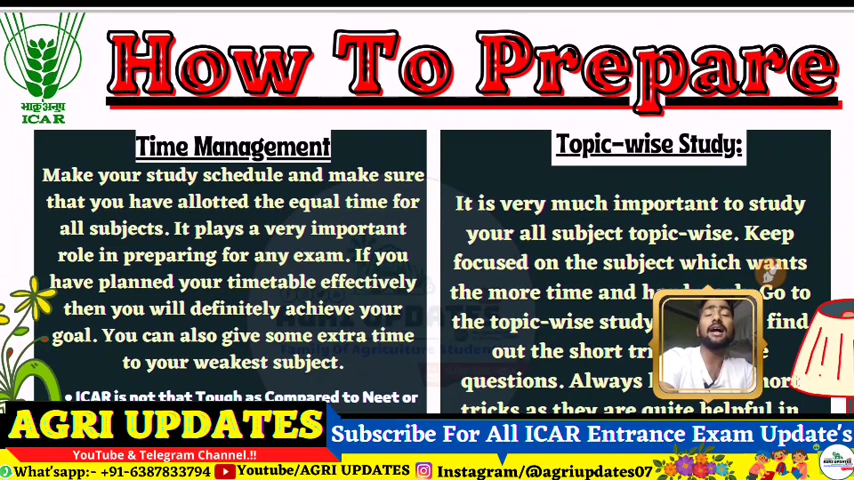 How To Prepare
भाकृअनुप
ICAR
Time Management
Make your study schedule and make sure
that you have allotted the equal time for
all subjects. It plays a very important
role in preparing for any exam. If you
have planned your timetable effectively
then you will definitely achieve your
goal. You can also give some extra time
to your weakest subject.
• ICAR is not that Tough as Compared to Neet or
Topic-wise Study:
It is very much important to study
your all subject topic-wise. Keep
focused on the subject which wants
the more time and Go to
the topic-wise study find
out the short
questions. Always
tricks as they are quite helpful in
AGRI UPDATES
YouTube & Telegram Channel.!!
Subscribe For All ICAR Entrance Exam Update's
What'sapp:- +91-6387833794 Youtube/AGRI UPDATES Instagram/@agriupdates07